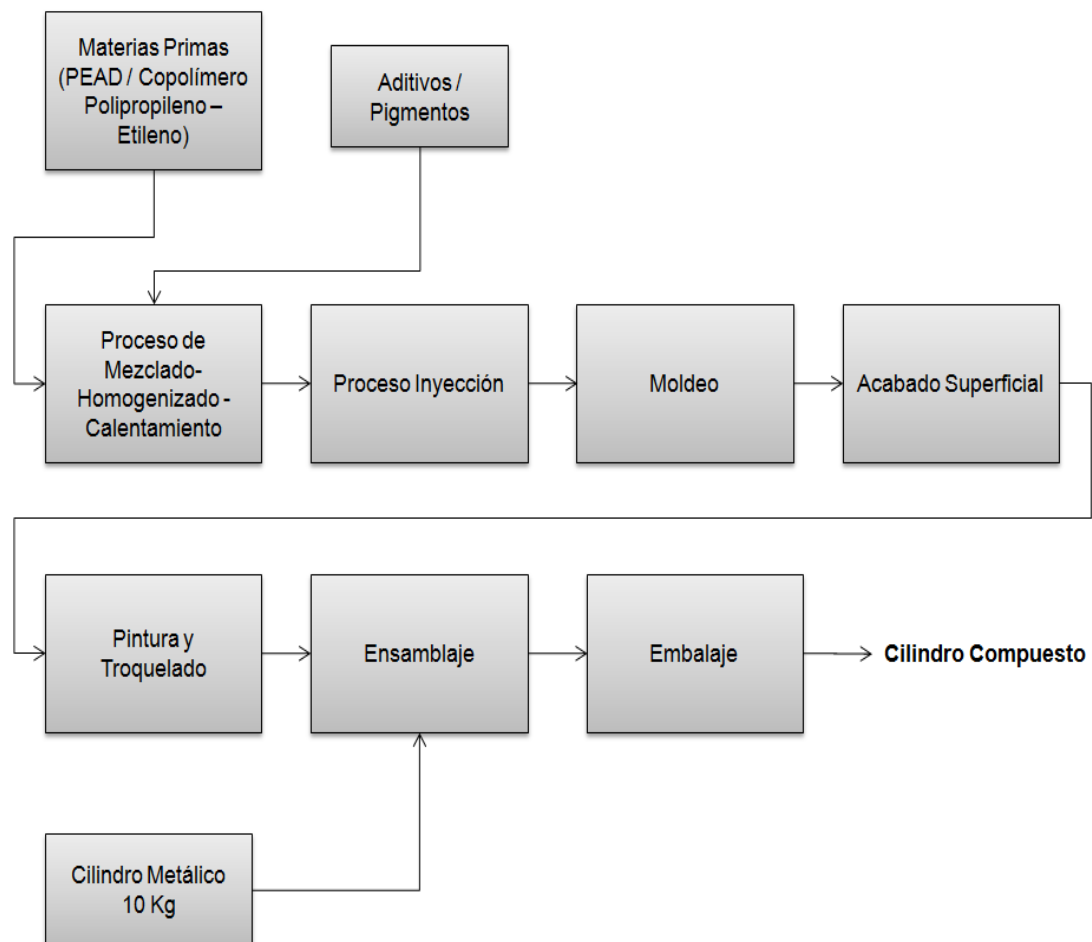 Materias Primas
(PEAD / Copolímero
Polipropileno –
Etileno)
Aditivos /
Pigmentos
Proceso de
Mezclado-
Homogenizado -
Calentamiento
Proceso Inyección
Moldeo
Acabado Superficial
Pintura y
Troquelado
Ensamblaje
Embalaje
Cilindro Compuesto
Cilindro Metálico
10 Kg